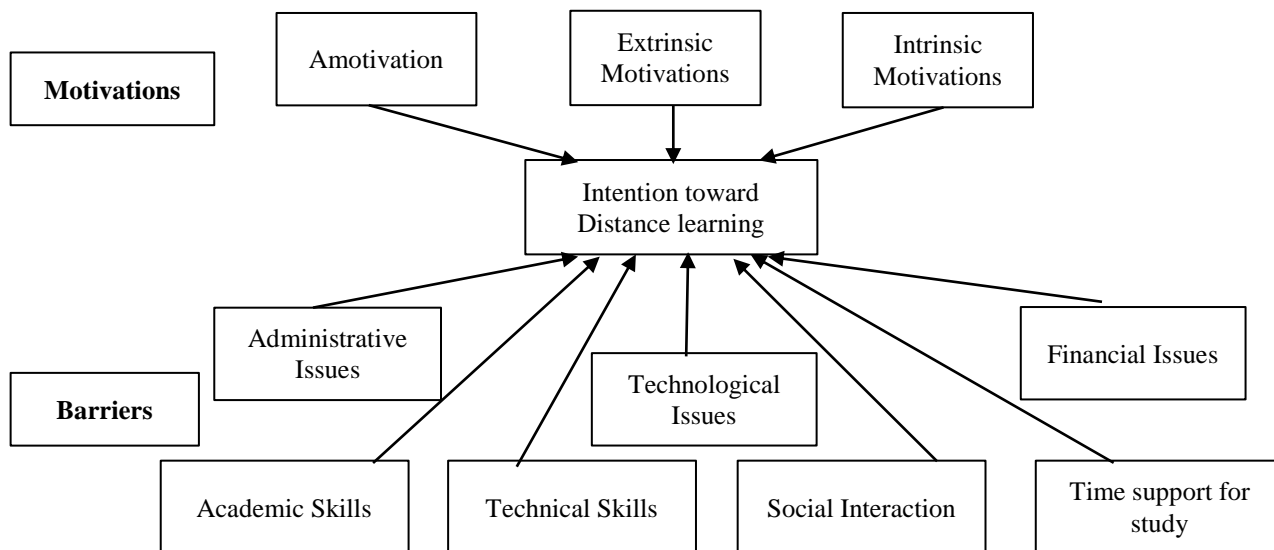 Motivations
Amotivation
Extrinsic
Motivations
Intrinsic
Motivations
Intention toward
Distance learning
Administrative
Issues
Technological
Issues
Financial Issues
Barriers
Academic Skills
Technical Skills
Social Interaction
Time support for
study